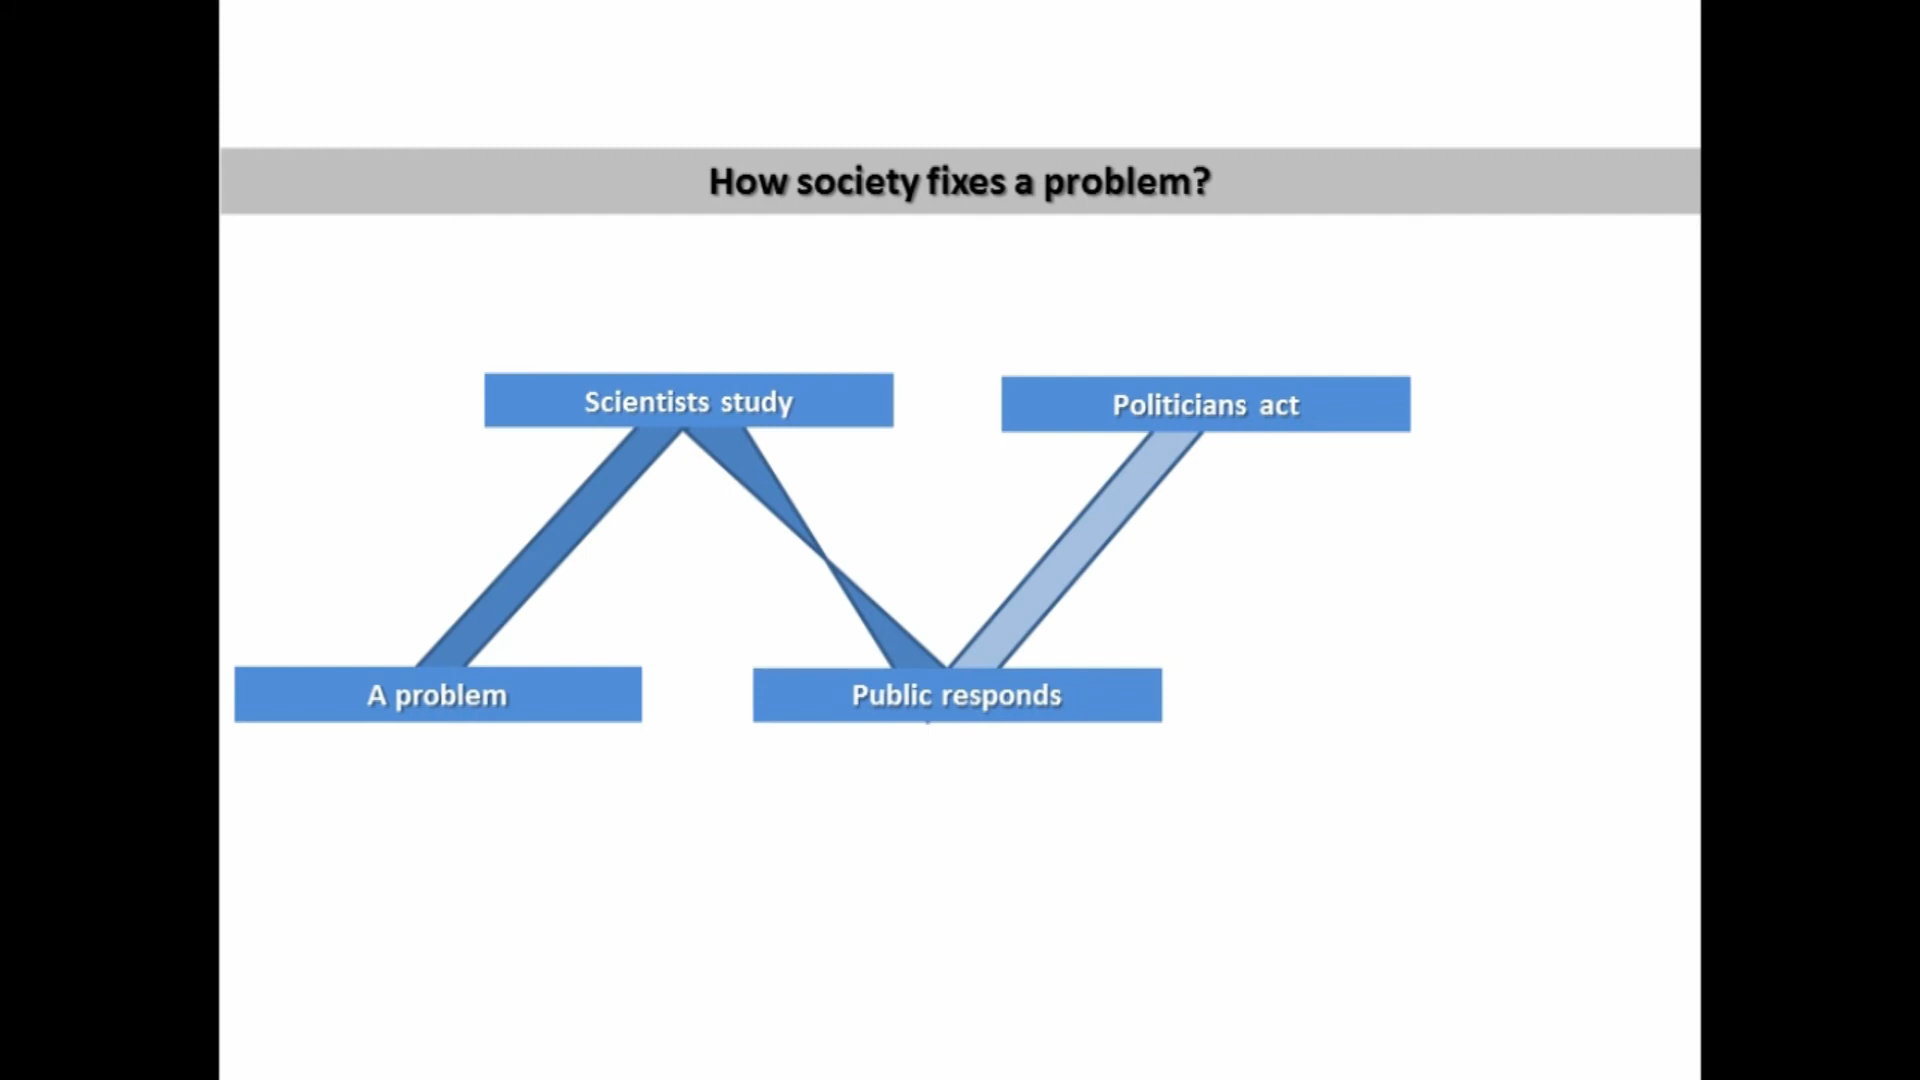 How society fixes a problem?
Scientists study
Politicians act
A problem
Public responds